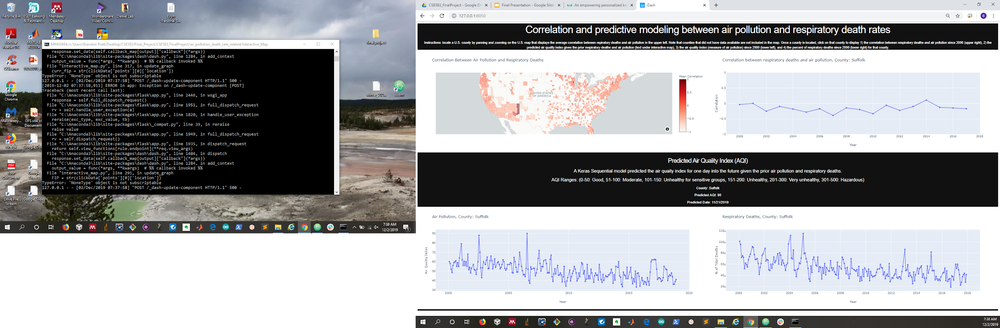 Recycle Bin
ESET Banking
& Payment...
Mendeley
Desktop
Wondershare
Video Conv...
Daniel Lab
Evyn
Personal S...
Acrobat
Reader DC
MATLAB
R2017a
final project
CCleaner
11262019_d
winter_202...
Atom
Google
Chrome
Malwareby...
OFS x64 V4
Document
Firefox
Google Doc
Your
Document
Google
Sheets
Drive File
Stream
Google Slides
MINGW64:/c/Users/Brandon Pratt/Desktop/CSE583/Final_Project/CSE583_FinalProject/air_pollution_death_rate_related/Interactive_Map
response.set_data(self.callback_map[output]["callback"](*args))
File "C:\Anaconda3\lib\site-packages\dash\dash.py", line 1284, in add_context
output_value = func(*args, **kwargs)  # %% callback invoked %%
File "interactive_map.py", line 317, in update_graph
curr_fip = str(clickData['points'][0]['location'])
TypeError: 'NoneType' object is not subscriptable
127.0.0.1 - - [02/Dec/2019 07:37:58] "POST /_dash-update-component HTTP/1.1" 500 -
[2019-12-02 07:37:58,911] ERROR in app: Exception on /_dash-update-component [POST]
Traceback (most recent call last):
File "C:\Anaconda3\lib\site-packages\flask\app.py", line 2446, in wsgi_app
response = self.full_dispatch_request()
File "C:\Anaconda3\lib\site-packages\flask\app.py", line 1951, in full_dispatch_request
rv = self.handle_user_exception(e)
File "C:\Anaconda3\lib\site-packages\flask\app.py", line 1820, in handle_user_exception
reraise(exc_type, exc_value, tb)
File "C:\Anaconda3\lib\site-packages\flask\_compat.py", line 39, in reraise
raise value
File "C:\Anaconda3\lib\site-packages\flask\app.py", line 1949, in full_dispatch_request
rv = self.dispatch_request()
File "C:\Anaconda3\lib\site-packages\flask\app.py", line 1935, in dispatch_request
return self.view_functions[rule.endpoint](**req.view_args)
File "C:\Anaconda3\lib\site-packages\dash\dash.py", line 1404, in dispatch
response.set_data(self.callback_map[output]["callback"](*args))
File "C:\Anaconda3\lib\site-packages\dash\dash.py", line 1284, in add_context
output_value = func(*args, **kwargs)  # %% callback invoked %%
File "interactive_map.py", line 291, in update_graph
FIP = str(clickData['points'][0]['location'])
TypeError: 'NoneType' object is not subscriptable
127.0.0.1 - - [02/Dec/2019 07:37:58] "POST /_dash-update-component HTTP/1.1" 500 -
7:38 AM
12/2/2019
CSE583_FinalProject - Google Dri
Final Presentation - Google Slide
An empowering personalized bo
Dash
127.0.0.1:8050
B
Correlation and predictive modeling between air pollution and respiratory death rates
Instructions: locate a U.S. county by panning and zooming on the U.S. map that displays the average correlation between repiratory deaths and air pollution in the upper left. Note that counties that did not have data avaliable are not included in the map. Once a county is located, click on that county to display 1) the correlation between respiratory deaths and air pollution since 2000 (upper right), 2) the
predicted air quality index given the prior respiratory deaths and air pollution (text under interactive map), 3) the air quality index (measure of air pollution) since 2000 (lower left), and 4) the percent of respiratory deaths since 2000 (lower right) for that county.
Correlation Between Air Pollution and Respiratory Deaths
UNITED STATES
OF AMERICA
Mean Correlation
1
0.5
0
−0.5
−1
Correlation between respiratory deaths and air pollution, County: Suffolk
1
0.5
0
−0.5
−1
Correlation
2000 2002 2004 2006 2008 2010 2012 2014 2016 2018
Year
Predicted Air Quality Index (AQI)
A Keras Sequential model predicted the air quaity index for one day into the future given the prior air pollution and respiratory deaths.
AQI Ranges: (0-50: Good, 51-100: Moderate, 101-150: Unhealthy for sensitive groups, 151-200: Unhealthy, 201-300: Very unhealthy, 301-500: Hazardous)
County: Suffolk
Predicted AQI: 90
Predicted Date: 11/21/2019
Air Pollution, County: Suffolk
90
80
70
60
50
40
30
Air Quality Index
2000 2005 2010 2015 2020
Year
Respiratory Deaths, County: Suffolk
120μ
100μ
80μ
60μ
40μ
20μ
% of Total Deaths
2000 2002 2004 2006 2008 2010 2012 2014 2016 2018
Year
7:38 AM
12/2/2019